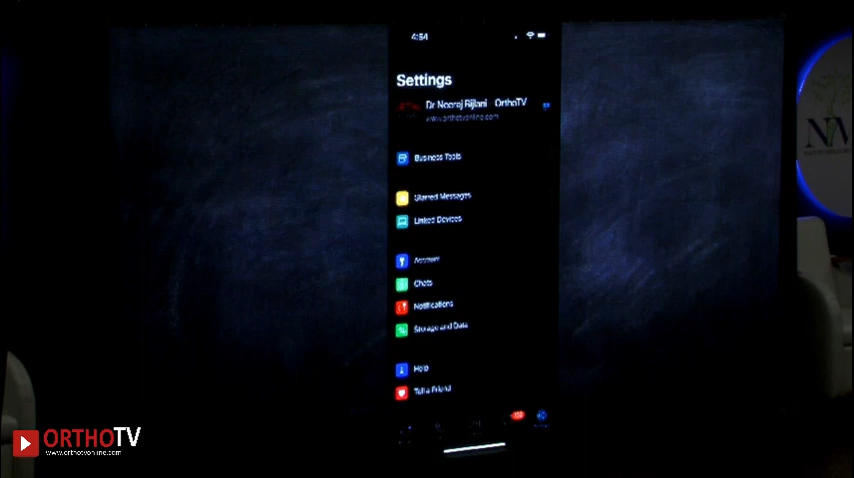 4:54
Settings
Dr Neeraj Bijlani - OrthoTV
www.orthotvonline.com
Business Tools
Starred Messages
Linked Devices
Account
Chats
Notifications
Storage and Data
Help
Tell a Friend
ORTHOTV
www.orthotvonline.com